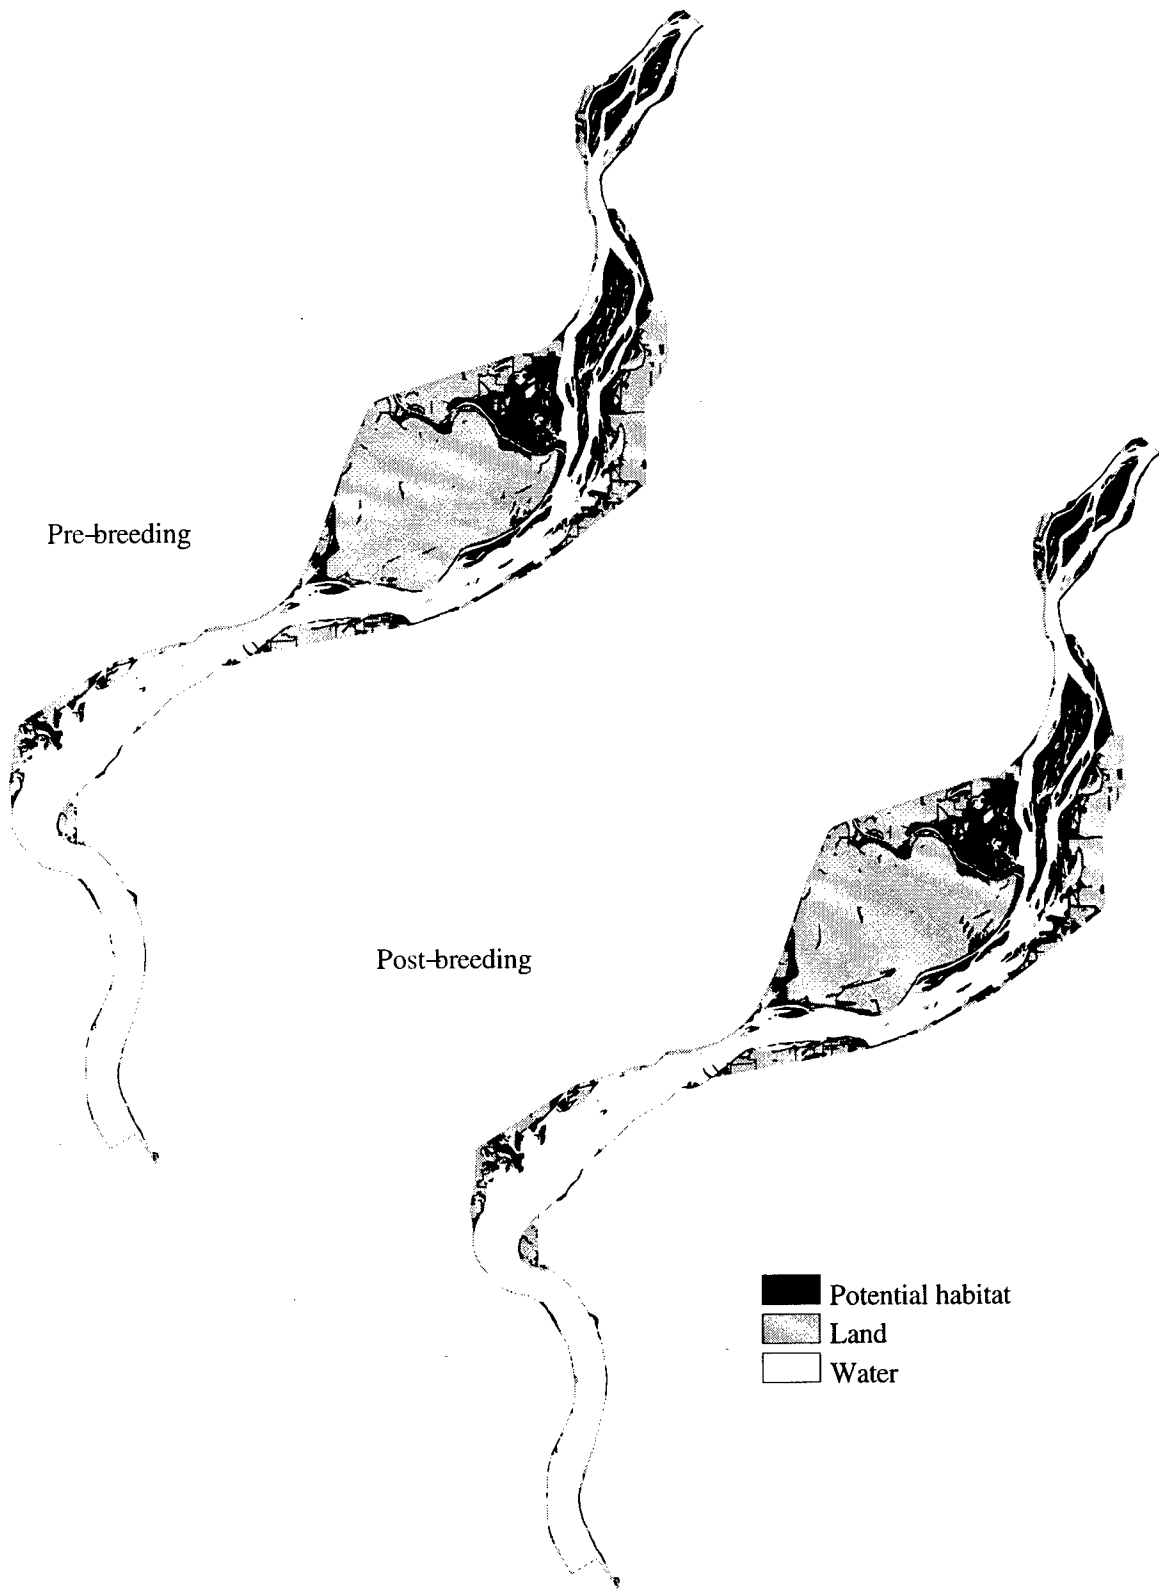 Pre-breeding
Post-breeding
Potential habitat
Land
Water